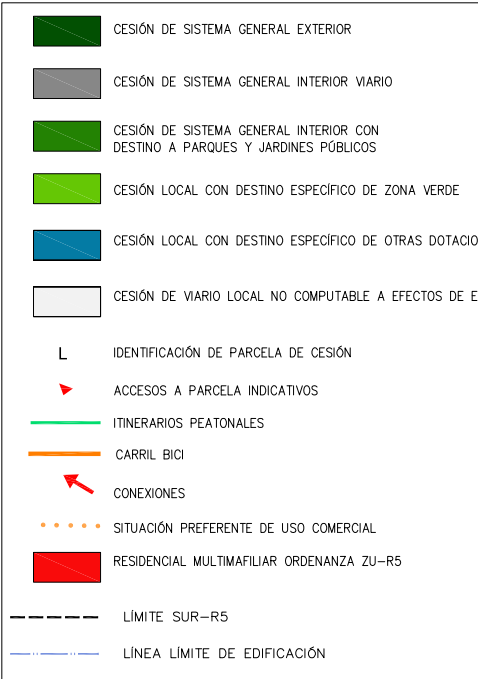 CESIÓN DE SISTEMA GENERAL EXTERIOR
CESIÓN DE SISTEMA GENERAL INTERIOR VIARIO
CESIÓN DE SISTEMA GENERAL INTERIOR CON
DESTINO A PARQUES Y JARDINES PÚBLICOS
CESIÓN LOCAL CON DESTINO ESPECÍFICO DE ZONA VERDE
CESIÓN LOCAL CON DESTINO ESPECÍFICO DE OTRAS DOTACIO
CESIÓN DE VIARIO LOCAL NO COMPUTABLE A EFECTOS DE E
L IDENTIFICACIÓN DE PARCELA DE CESIÓN
ACCESOS A PARCELA INDICATIVOS
ITINERARIOS PEATONALES
CARRIL BICI
CONEXIONES
SITUACIÓN PREFERENTE DE USO COMERCIAL
RESIDENCIAL MULTIMAFILIAR ORDENANZA ZU-R5
LÍMITE SUR-R5
LÍNEA LÍMITE DE EDIFICACIÓN